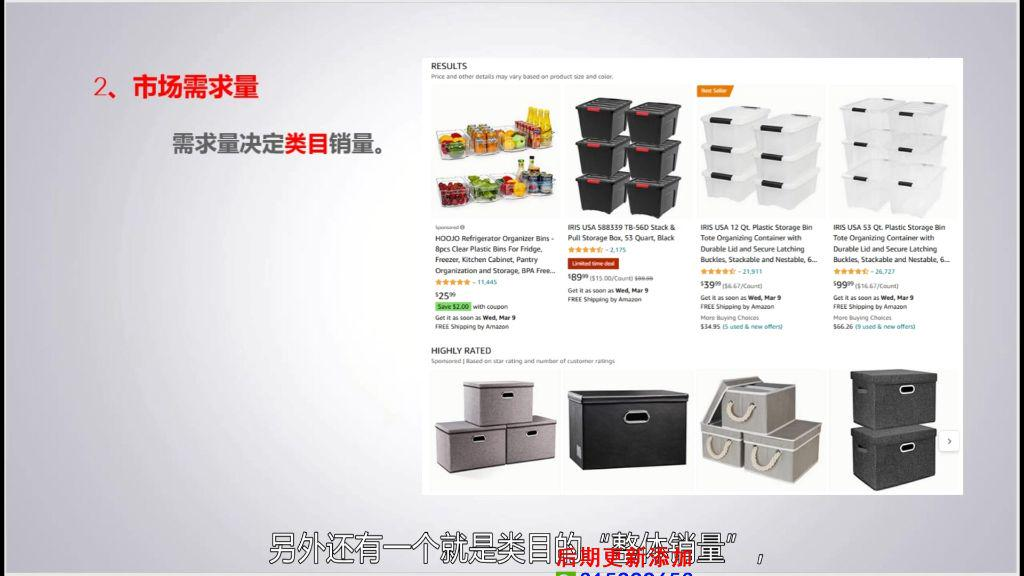 2、市场需求量
需求量决定类目销量。
RESULTS
Price and other details may vary based on product size and color.
Sponsored
HOOJO Refrigerator Organizer Bins -
8pcs Clear Plastic Bins For Fridge,
Freezer, Kitchen Cabinet, Pantry
Organization and Storage, BPA Free...
11,445
$25⁹⁹
Save $2.00 with coupon
Get it as soon as Wed, Mar 9
FREE Shipping by Amazon
IRIS USA 588339 TB-56D Stack &
Pull Storage Box, 53 Quart, Black
2,175
Limited time deal
$89⁹⁹ ($15.00/Count) $99.99
Get it as soon as Wed, Mar 9
FREE Shipping by Amazon
Best Seller
IRIS USA 12 Qt. Plastic Storage Bin
Tote Organizing Container with
Durable Lid and Secure Latching
Buckles, Stackable and Nestable, 6...
21,911
$39⁹⁹ ($6.67/Count)
Get it as soon as Wed, Mar 9
FREE Shipping by Amazon
More Buying Choices
$34.95 (5 used & new offers)
IRIS USA 53 Qt. Plastic Storage Bin
Tote Organizing Container with
Durable Lid and Secure Latching
Buckles, Stackable and Nestable, 6...
26,727
$99⁹⁹ ($16.67/Count)
Get it as soon as Wed, Mar 9
FREE Shipping by Amazon
More Buying Choices
$66.26 (9 used & new offers)
HIGHLY RATED
Sponsored | Based on star rating and number of customer ratings
另外还有一个就是类目的“整体销量”，
后期更新添加